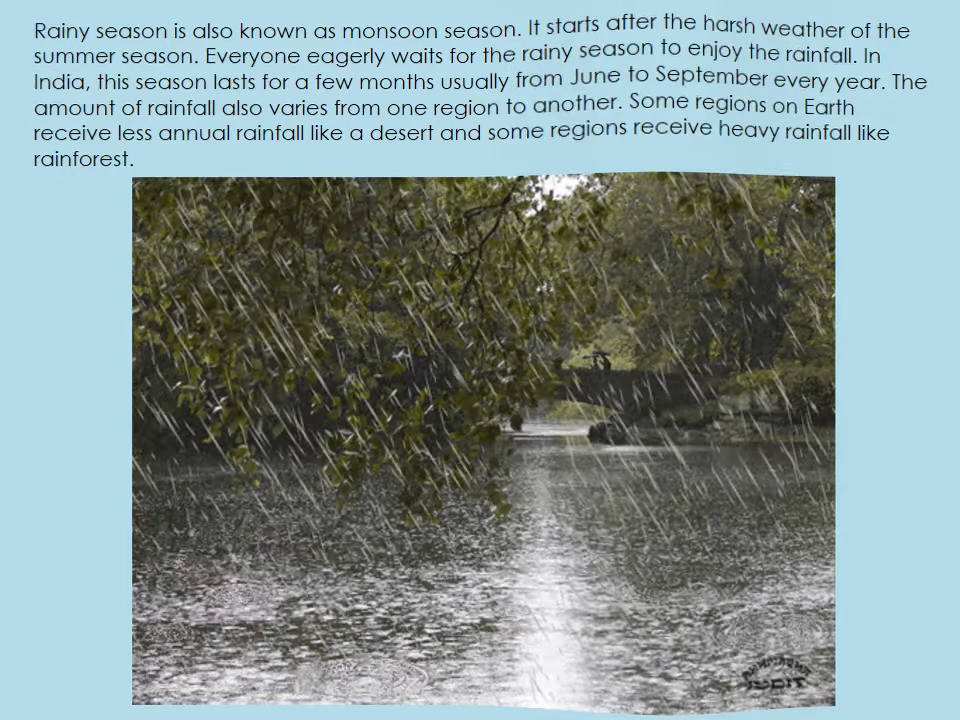 Rainy season is also known as monsoon season. It starts after the harsh weather of the
summer season. Everyone eagerly waits for the rainy season to enjoy the rainfall. In
India, this season lasts for a few months usually from June to September every year. The
amount of rainfall also varies from one region to another. Some regions on Earth
receive less annual rainfall like a desert and some regions receive heavy rainfall like
rainforest.